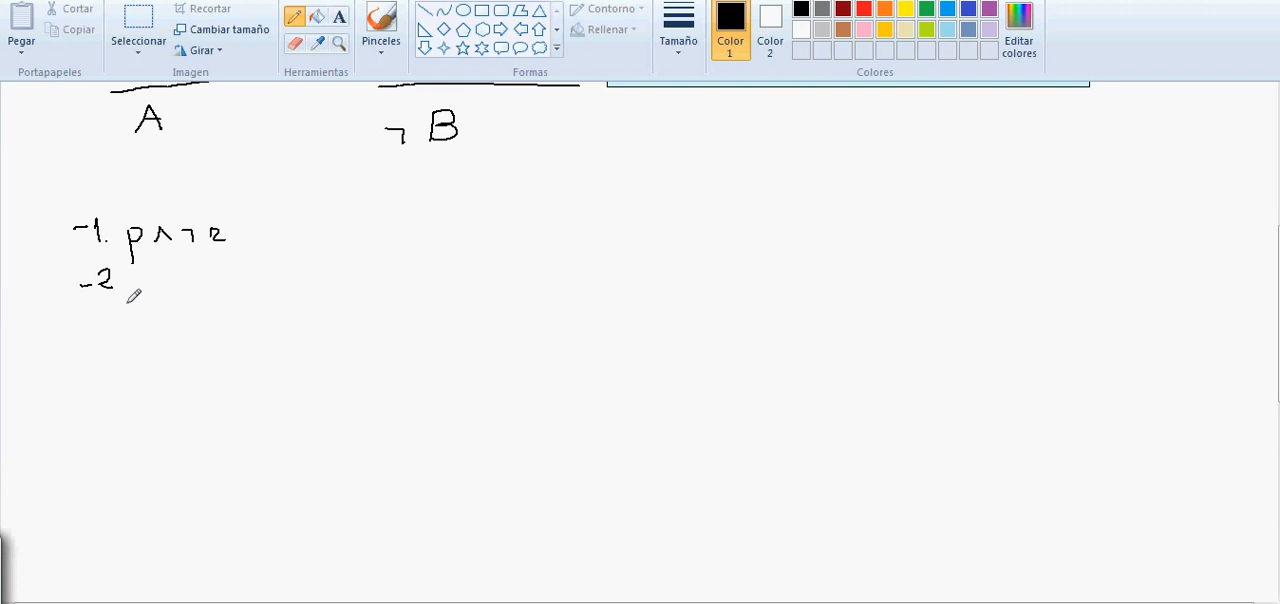 Cortar
Copiar
Pegar
Portapapeles
Seleccionar
Recortar
Cambiar tamaño
Girar
Imagen
A
Herramientas
Pinceles
Contorno
Rellenar
Formas
Tamaño
Color 1
Color 2
Editar colores
Colores
A
¬ B
-1. p ∧ ¬ r
-2